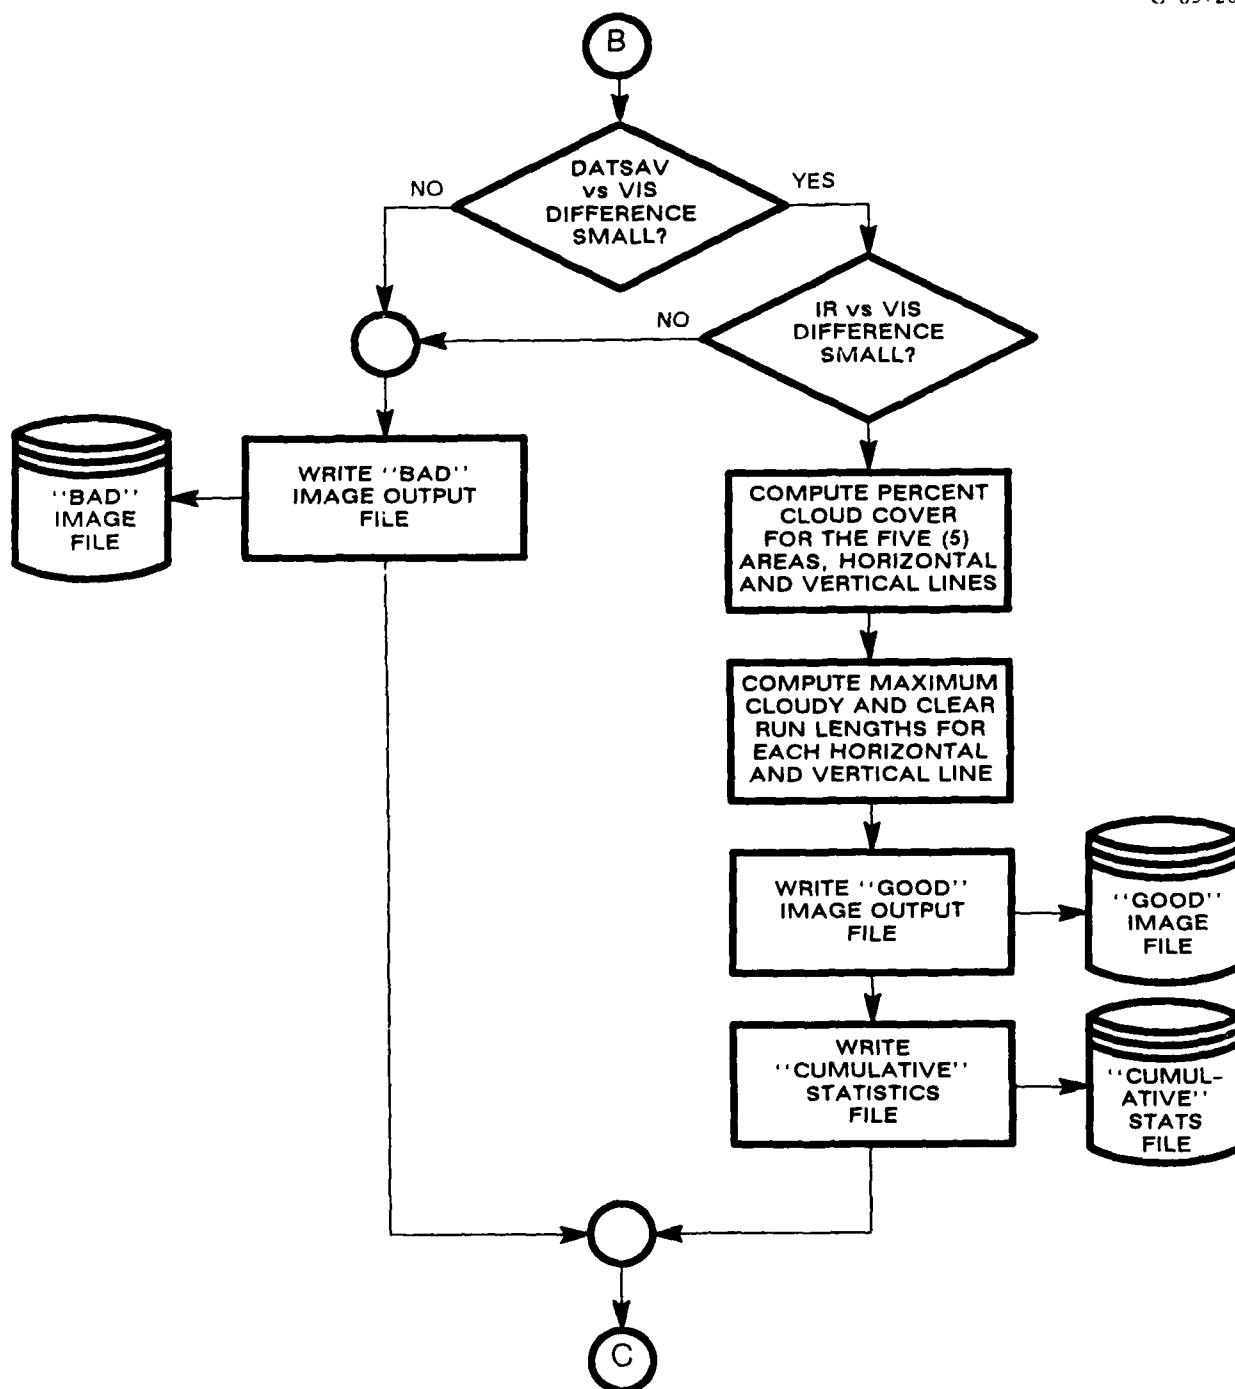 B
DATSAV
vs VIS
DIFFERENCE
SMALL?
NO
YES
IR vs VIS
DIFFERENCE
SMALL?
NO
WRITE "BAD"
IMAGE OUTPUT
FILE
"BAD"
IMAGE
FILE
COMPUTE PERCENT
CLOUD COVER
FOR THE FIVE (5)
AREAS, HORIZONTAL
AND VERTICAL LINES
COMPUTE MAXIMUM
CLOUDY AND CLEAR
RUN LENGTHS FOR
EACH HORIZONTAL
AND VERTICAL LINE
WRITE "GOOD"
IMAGE OUTPUT
FILE
"GOOD"
IMAGE
FILE
WRITE
"CUMULATIVE"
STATISTICS
FILE
"CUMUL-
ATIVE"
STATS
FILE
C